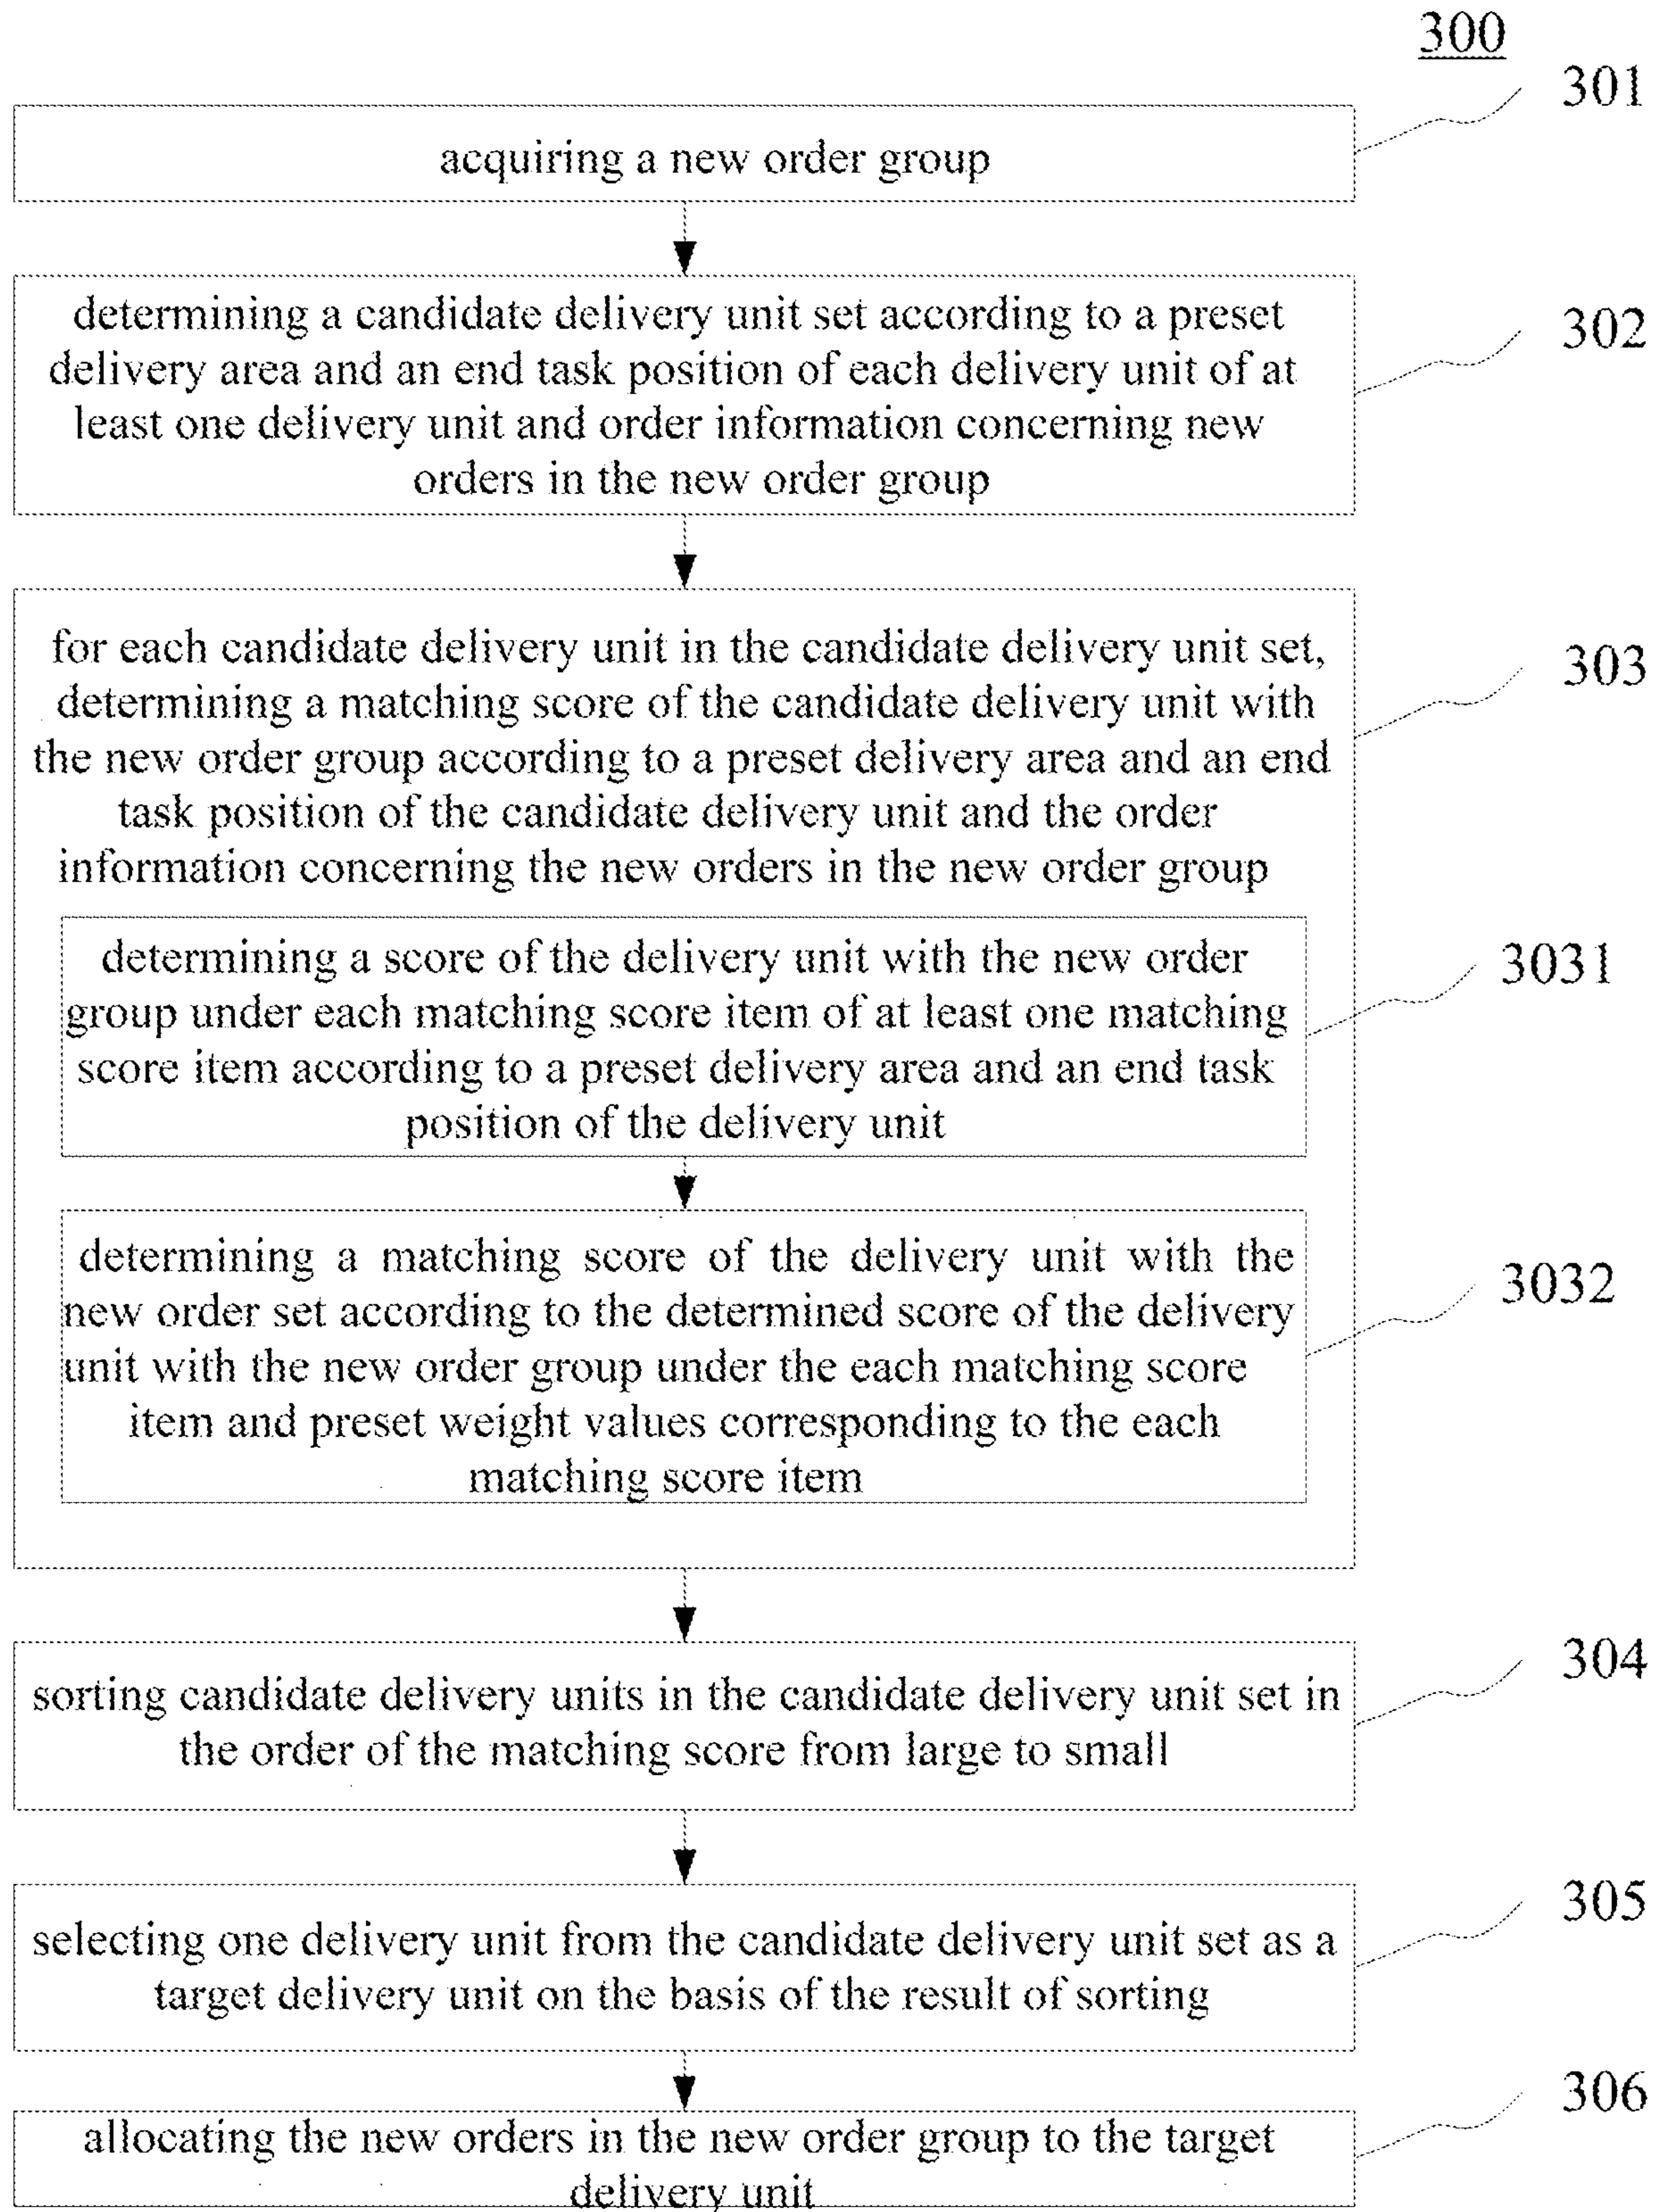 300
301
acquiring a new order group
302
determining a candidate delivery unit set according to a preset
delivery area and an end task position of each delivery unit of at
least one delivery unit and order information concerning new
orders in the new order group
303
for each candidate delivery unit in the candidate delivery unit set,
determining a matching score of the candidate delivery unit with
the new order group according to a preset delivery area and an end
task position of the candidate delivery unit and the order
information concerning the new orders in the new order group
3031
determining a score of the delivery unit with the new order
group under each matching score item of at least one matching
score item according to a preset delivery area and an end task
position of the delivery unit
3032
determining a matching score of the delivery unit with the
new order set according to the determined score of the delivery
unit with the new order group under the each matching score
item and preset weight values corresponding to the each
matching score item
304
sorting candidate delivery units in the candidate delivery unit set in
the order of the matching score from large to small
305
selecting one delivery unit from the candidate delivery unit set as a
target delivery unit on the basis of the result of sorting
306
allocating the new orders in the new order group to the target
delivery unit